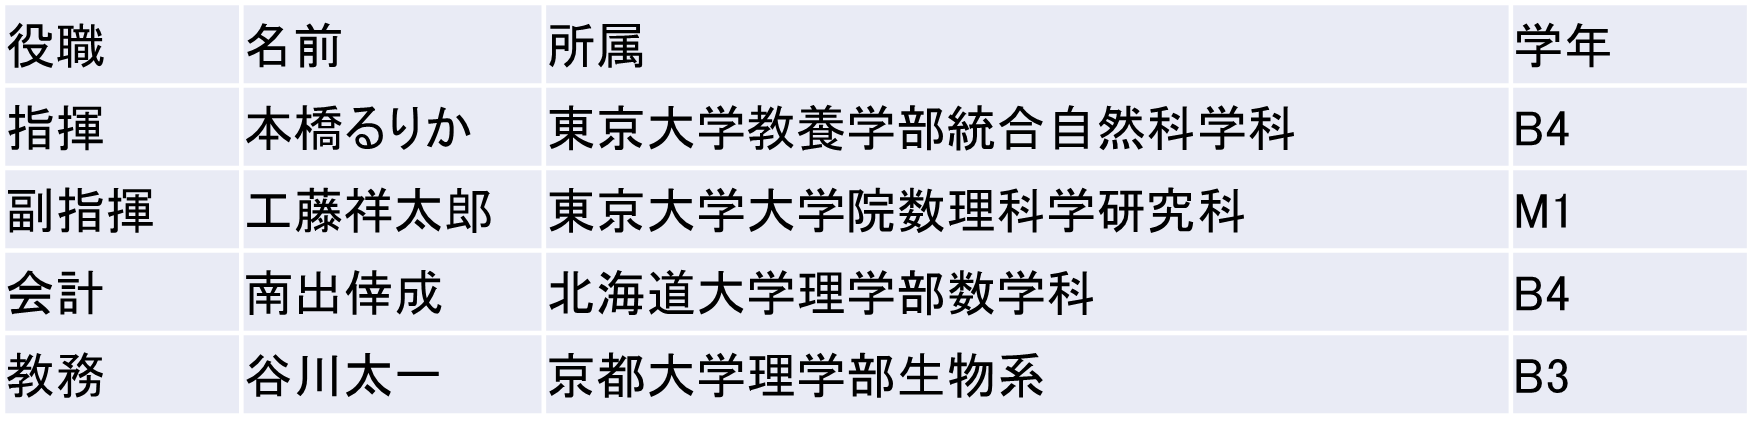 役職 名前 所属 学年
指揮 本橋るりか 東京大学教養学部統合自然科学科 B4
副指揮 工藤祥太郎 東京大学大学院数理科学研究科 M1
会計 南出倖成 北海道大学理学部数学科 B4
教務 谷川太一 京都大学理学部生物系 B3